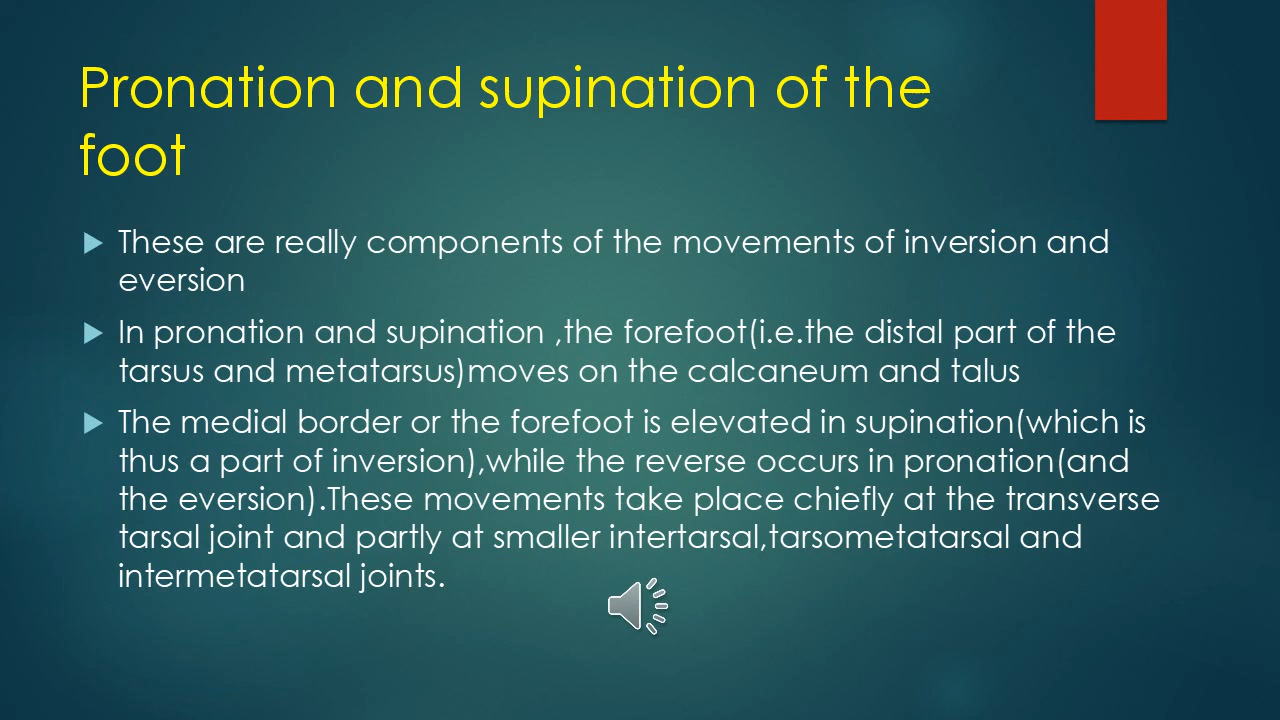 Pronation and supination of the
foot
These are really components of the movements of inversion and
eversion
In pronation and supination ,the forefoot(i.e.the distal part of the
tarsus and metatarsus)moves on the calcaneum and talus
The medial border or the forefoot is elevated in supination(which is
thus a part of inversion),while the reverse occurs in pronation(and
the eversion).These movements take place chiefly at the transverse
tarsal joint and partly at smaller intertarsal,tarsometatarsal and
intermetatarsal joints.